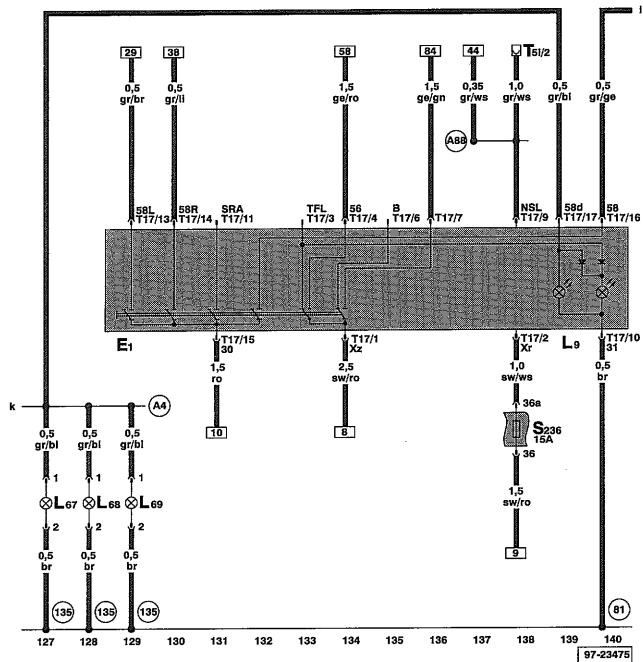 29 38 58 84 44 T5i/2
0,5 gr/br
0,5 gr/li
1,5 ge/ro
1,5 ge/gn
0,35 gr/ws
1,0 gr/ws
0,5 gr/bl
0,5 gr/ge
A88
58L T17/13
58R T17/14
SRA T17/11
TFL T17/3
56 T17/4
B T17/6
T17/7
NSL T17/9
58d T17/17
58 T17/16
E1
T17/15 30
T17/1 Xz
T17/2 Xr
L9
T17/10 31
1,5 ro
2,5 sw/ro
1,0 sw/ws
0,5 br
k
A4
10
8
36a
S236 15A
36
0,5 gr/bl
0,5 gr/bl
0,5 gr/bl
1 1 1
L67 L68 L69
2 2 2
1,5 sw/ro
9
0,5 br
0,5 br
0,5 br
135 135 135 81
127 128 129 130 131 132 133 134 135 136 137 138 139 140
97-23475